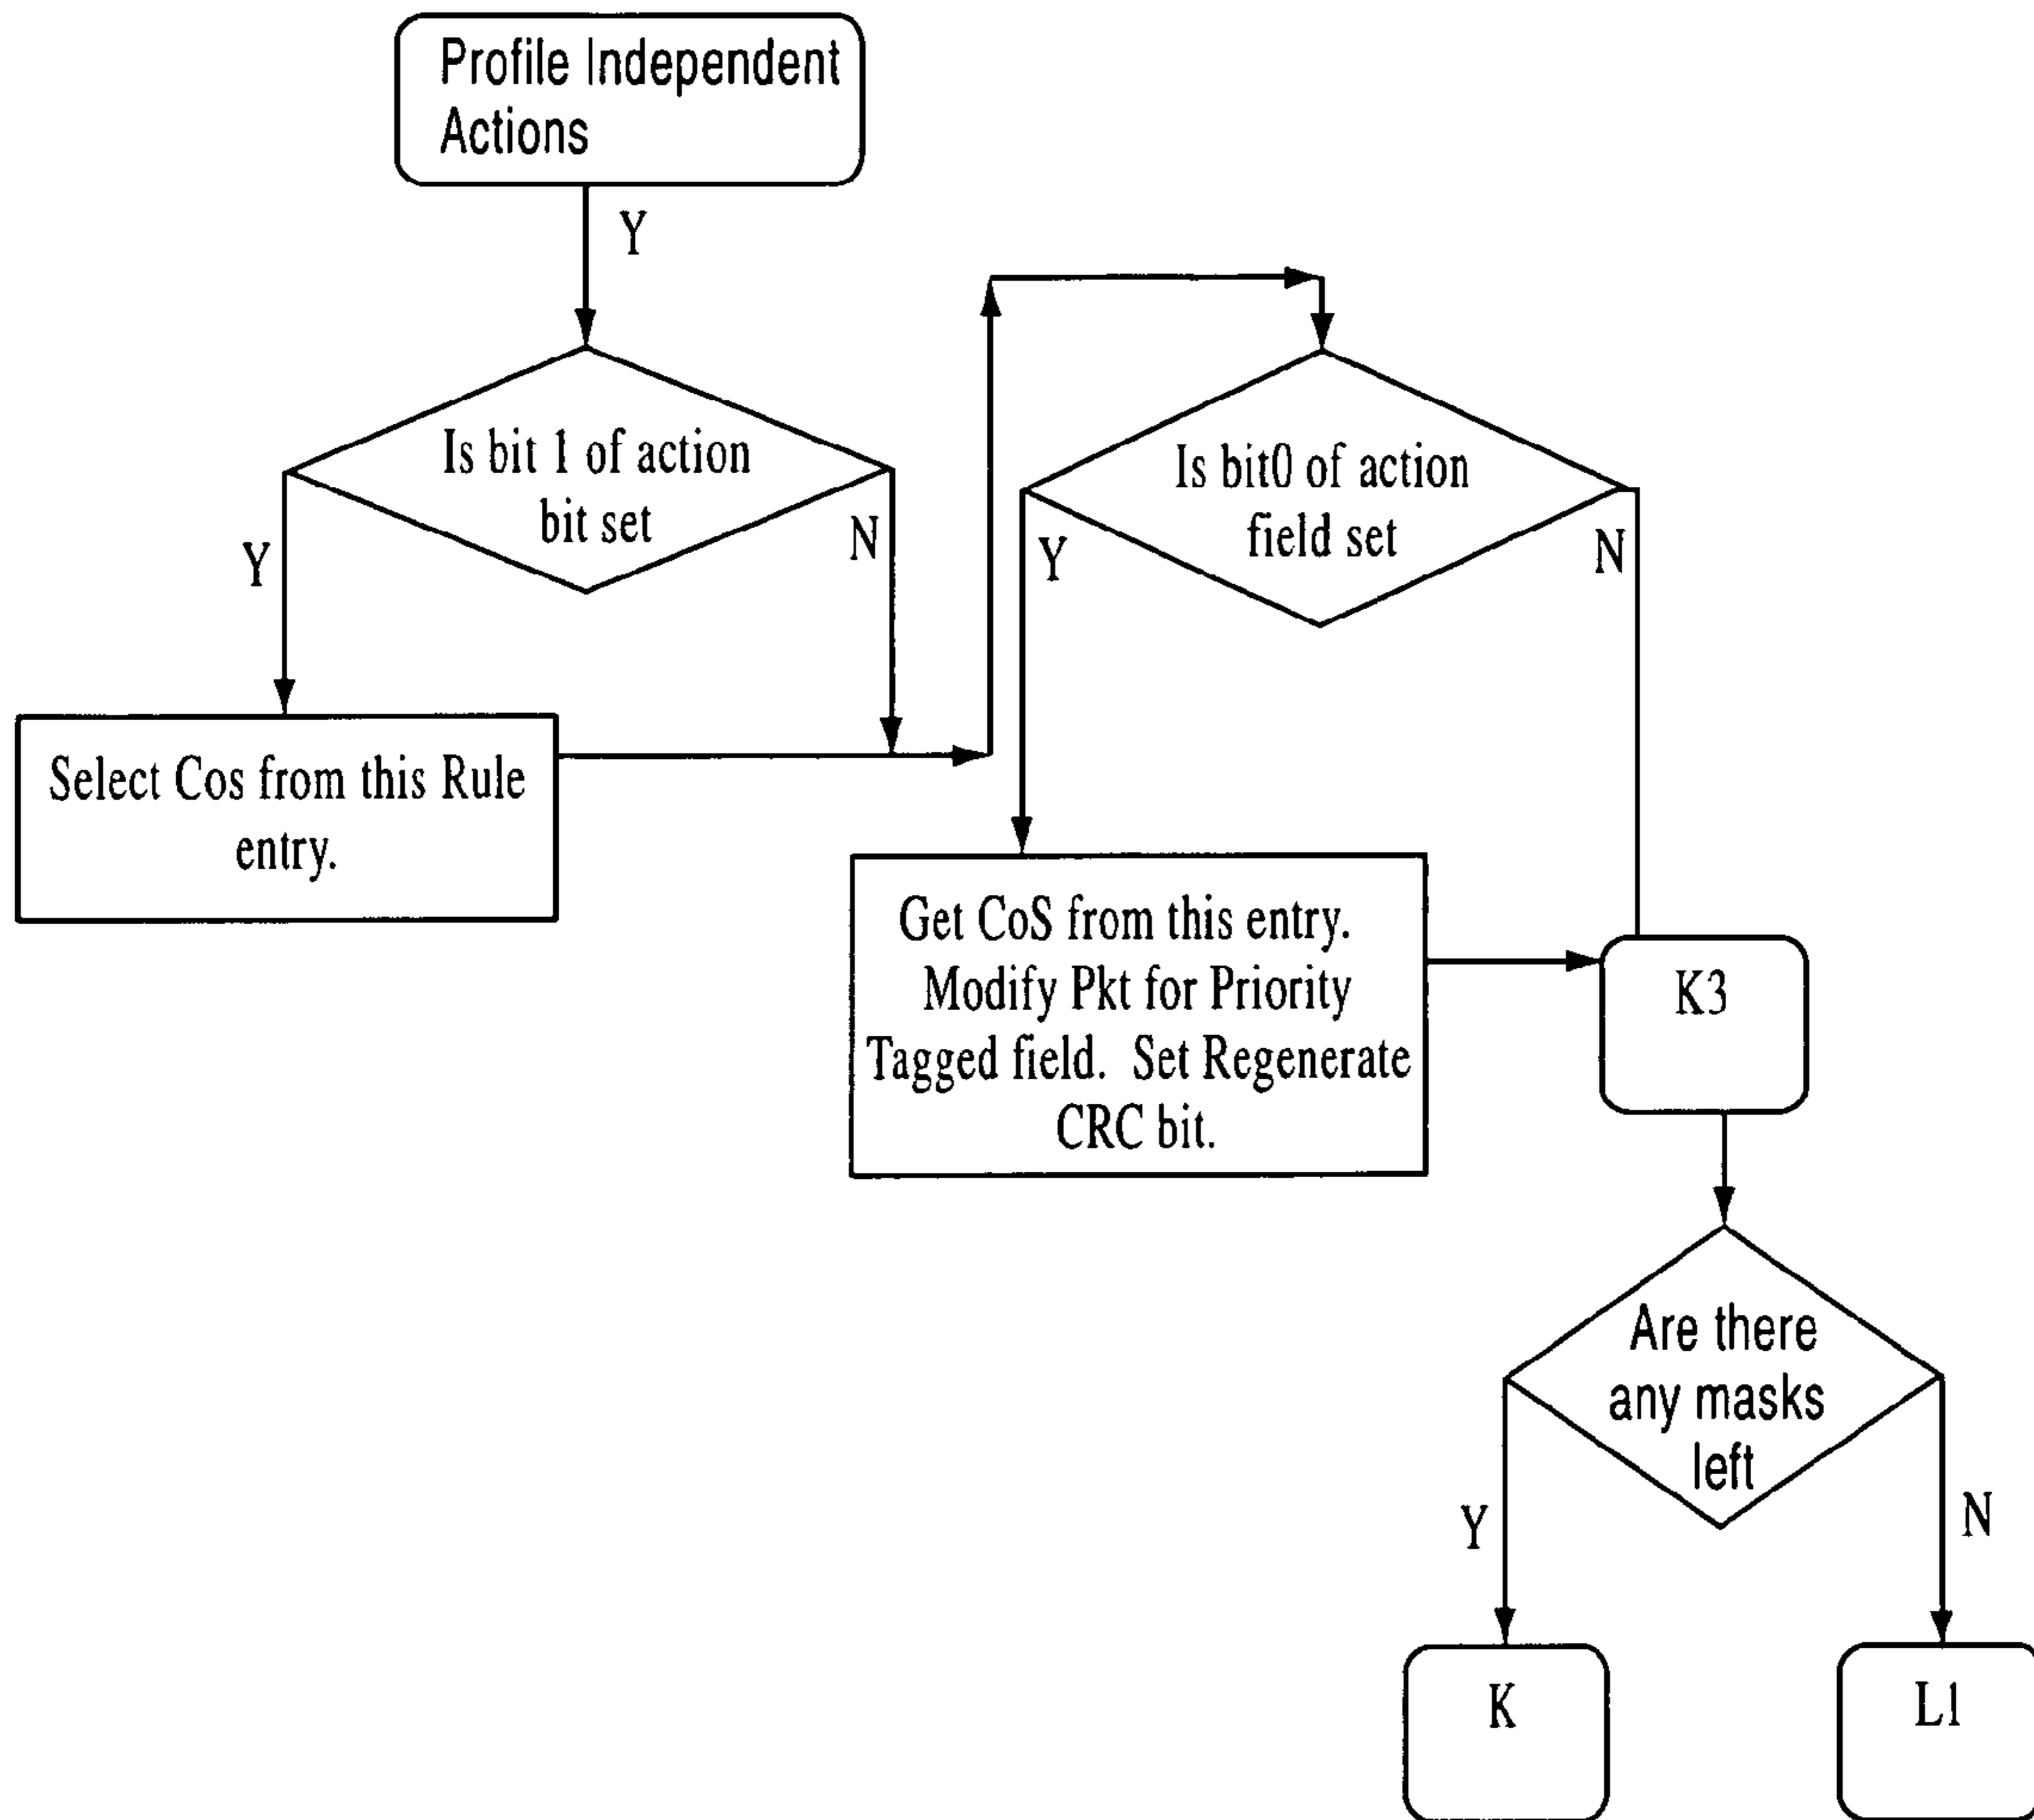 Profile Independent
Actions
Y
Is bit 1 of action
bit set
Y
N
Select Cos from this Rule
entry.
Is bit0 of action
field set
Y
N
Get CoS from this entry.
Modify Pkt for Priority
Tagged field. Set Regenerate
CRC bit.
K3
Are there
any masks
left
Y
N
K
L1